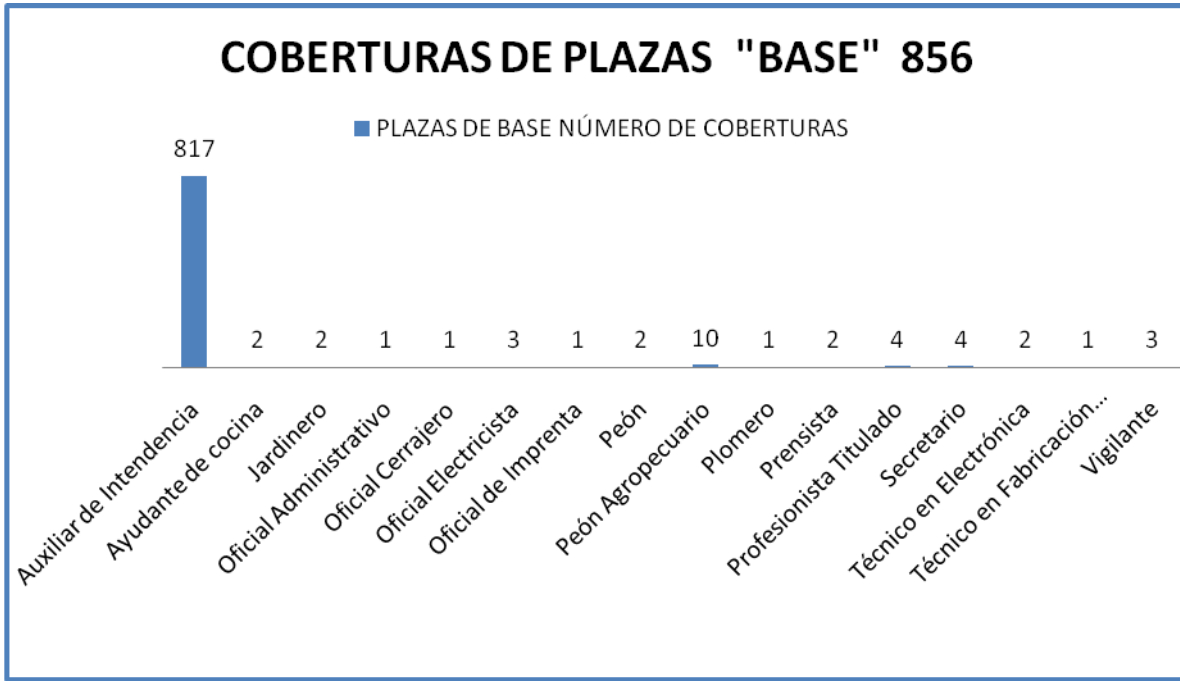 COBERTURAS DE PLAZAS "BASE" 856
PLAZAS DE BASE NÚMERO DE COBERTURAS
817
2
2
1
1
3
1
2
10
1
2
4
4
2
1
3
Auxiliar de Intendencia
Ayudante de cocina
Jardinero
Oficial Administrativo
Oficial Cerrajero
Oficial Electricista
Oficial de Imprenta
Peón
Peón Agropecuario
Plomero
Prensista
Profesionista Titulado
Secretario
Técnico en Electrónica
Técnico en Fabricación...
Vigilante